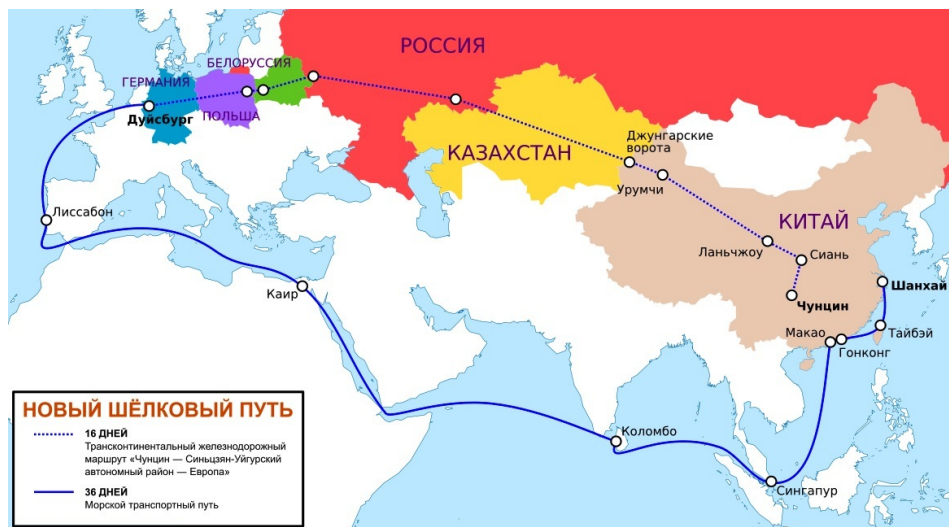 РОССИЯ
БЕЛОРУССИЯ
ГЕРМАНИЯ
Дуйсбург
ПОЛЬША
КАЗАХСТАН
Джунгарские
ворота
Урумчи
Лиссабон
КИТАЙ
Ланьчжоу
Сиань
Каир
Чунцин
Шанхай
Макао
Гонконг
Тайбэй
Коломбо
Сингапур
НОВЫЙ ШЁЛКОВЫЙ ПУТЬ
16 ДНЕЙ
Трансконтинентальный железнодорожный
маршрут «Чунцин — Синьцзян-Уйгурский
автономный район — Европа»
36 ДНЕЙ
Морской транспортный путь